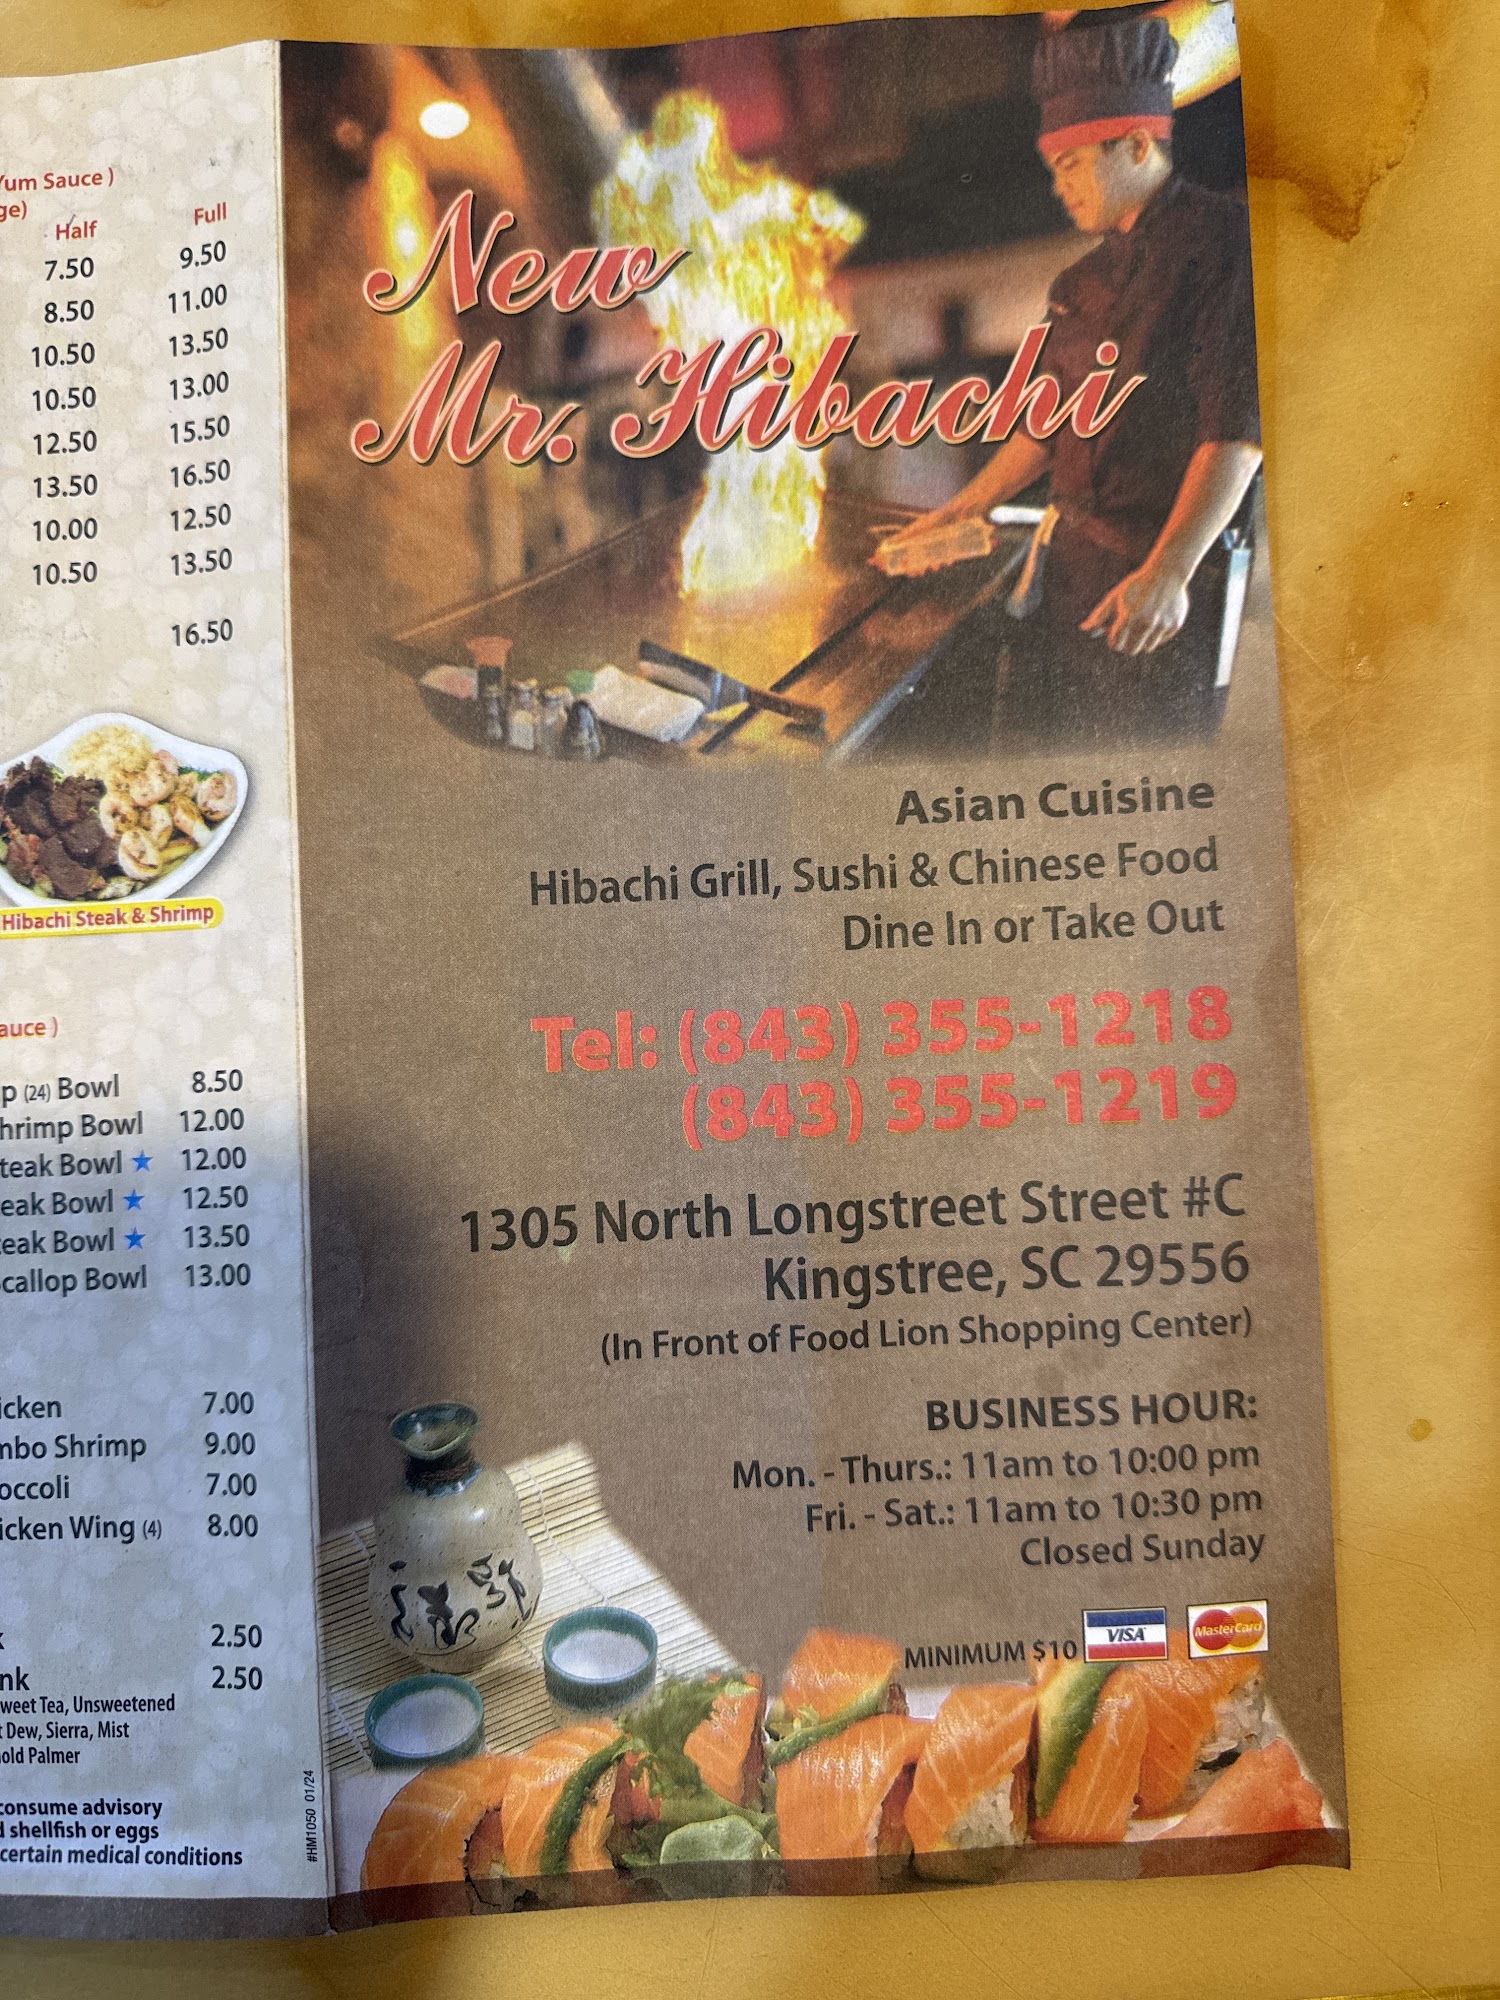 Yum Sauce )
ge)
Half Full
7.50 9.50
8.50 11.00
10.50 13.50
10.50 13.00
12.50 15.50
13.50 16.50
10.00 12.50
10.50 13.50
16.50
Hibachi Steak & Shrimp
auce )
p (24) Bowl 8.50
hrimp Bowl 12.00
teak Bowl ★ 12.00
eak Bowl ★ 12.50
teak Bowl ★ 13.50
callop Bowl 13.00
icken 7.00
mbo Shrimp 9.00
occoli 7.00
icken Wing (4) 8.00
k 2.50
nk 2.50
weet Tea, Unsweetened
t Dew, Sierra, Mist
nold Palmer
consume advisory
d shellfish or eggs
certain medical conditions
#HM1050 01/24
New
Mr. Hibachi
Asian Cuisine
Hibachi Grill, Sushi & Chinese Food
Dine In or Take Out
Tel: (843) 355-1218
(843) 355-1219
1305 North Longstreet Street #C
Kingstree, SC 29556
(In Front of Food Lion Shopping Center)
BUSINESS HOUR:
Mon. - Thurs.: 11am to 10:00 pm
Fri. - Sat.: 11am to 10:30 pm
Closed Sunday
MINIMUM $10 VISA MasterCard